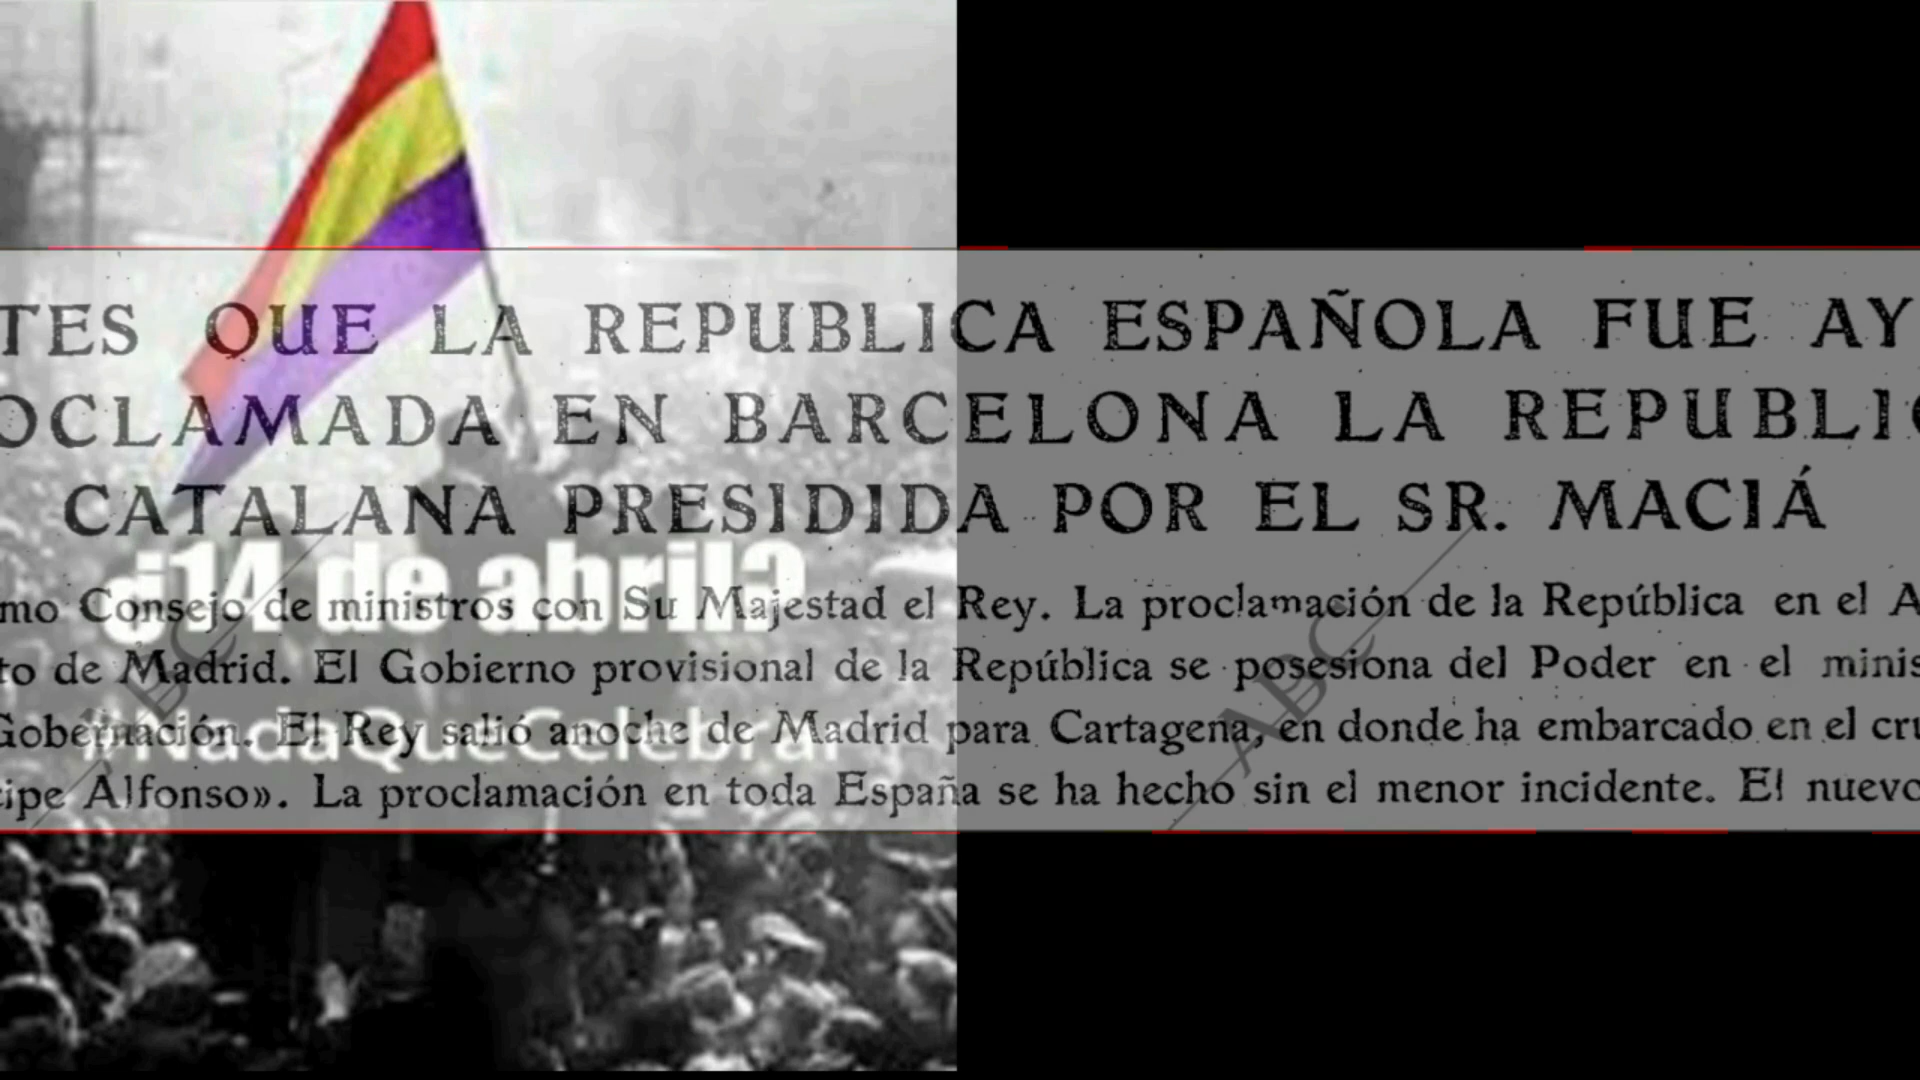 TES QUE LA REPUBLICA ESPAÑOLA FUE AY
OCLAMADA EN BARCELONA LA REPUBLIC
CATALANA PRESIDIDA POR EL SR. MACIÁ
¿14 de abril?
mo Consejo de ministros con Su Majestad el Rey. La proclamación de la República en el A
to de Madrid. El Gobierno provisional de la República se posesiona del Poder en el minis
Gobernación. El Rey salió anoche de Madrid para Cartagena, en donde ha embarcado en el cru
#NadaQueCelebrar
cipe Alfonso». La proclamación en toda España se ha hecho sin el menor incidente. El nuevo
ABC
ABC